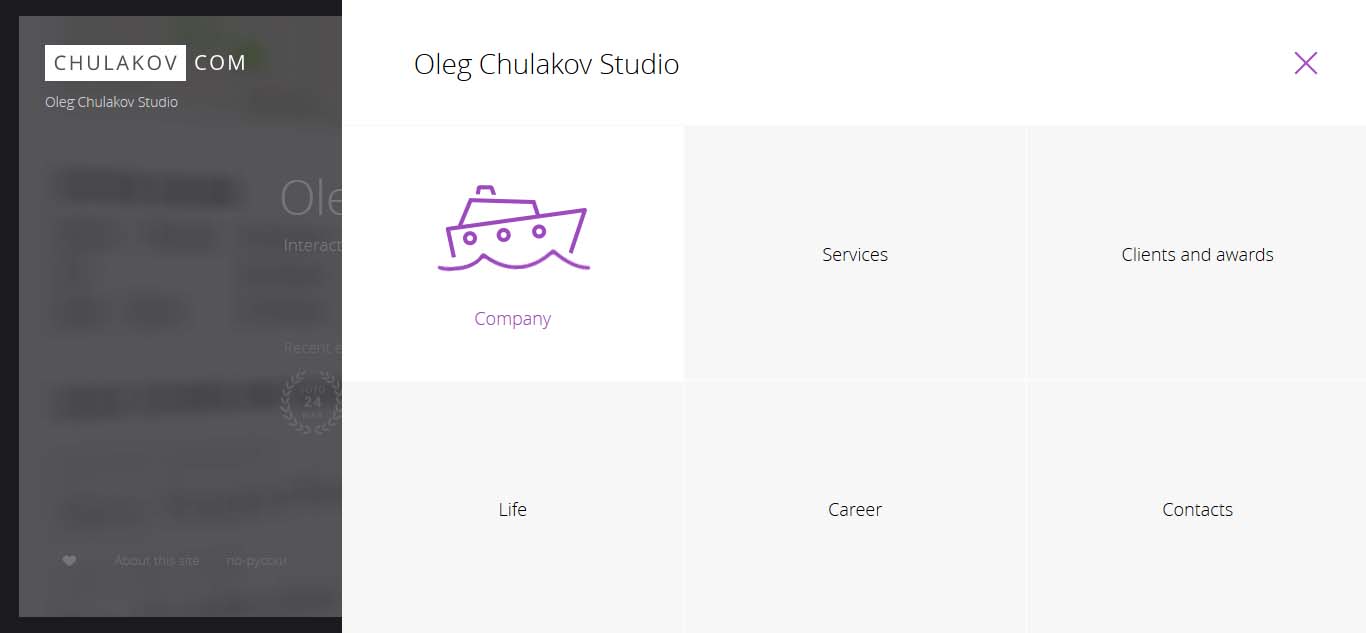 CHULAKOV COM
Oleg Chulakov Studio
Ole
Interact
Recent e
24
About this site
по-русски
Oleg Chulakov Studio
Company
Services
Clients and awards
Life
Career
Contacts